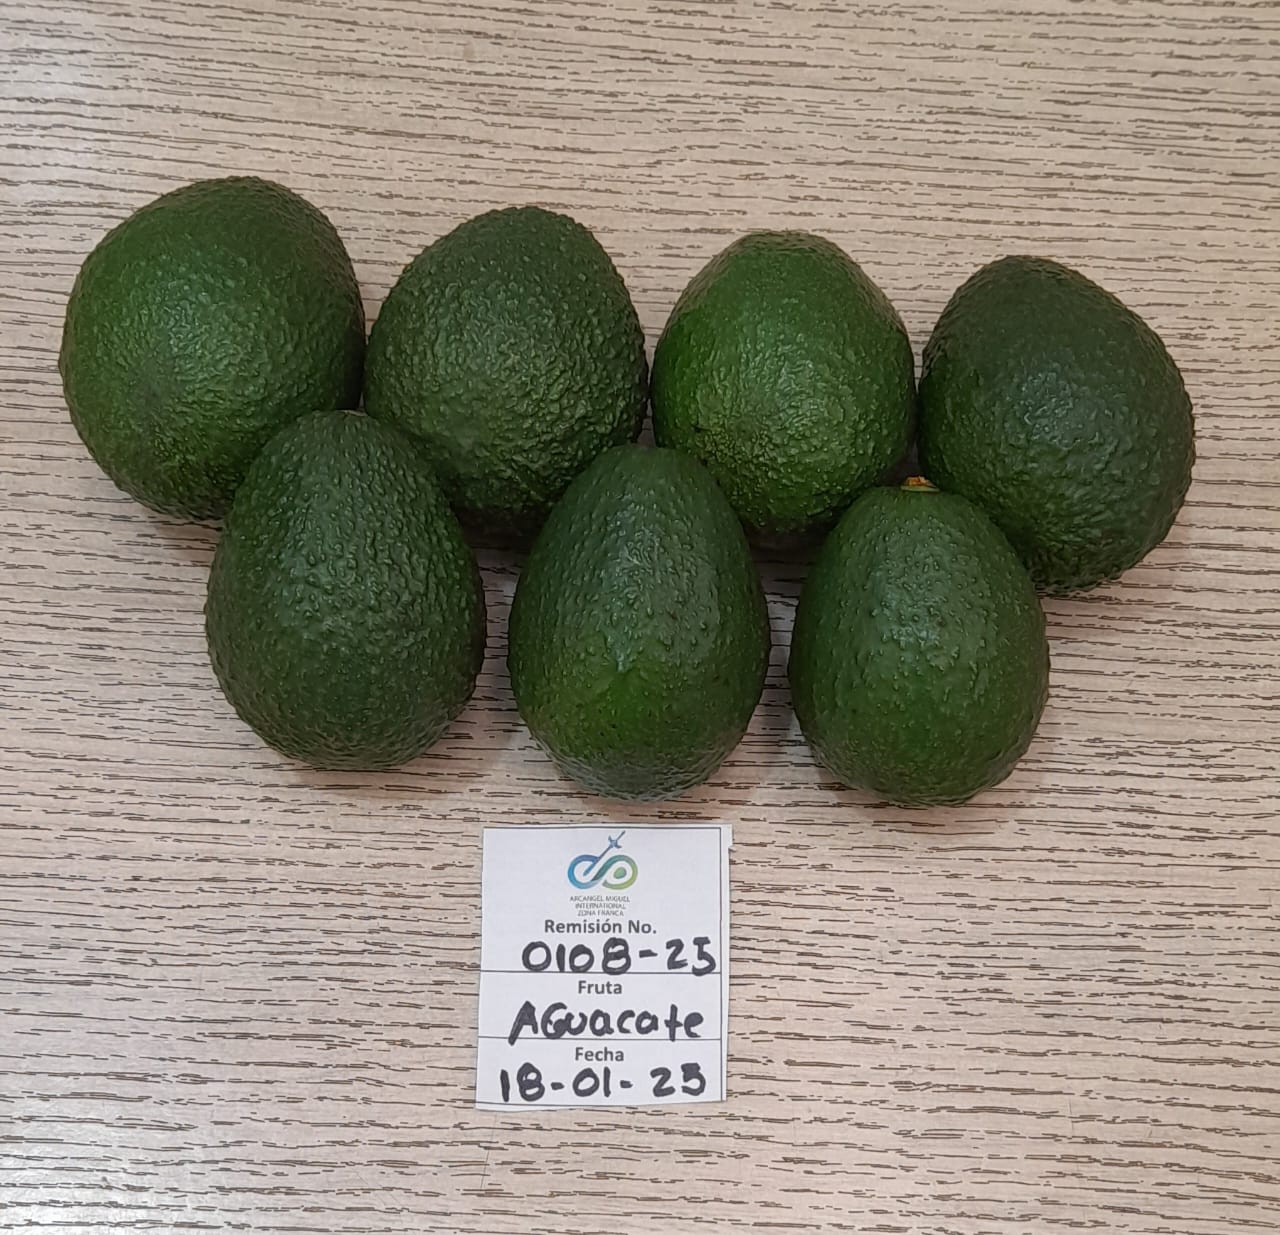 ARCANGEL MIGUEL
INTERNATIONAL
ZONA FRANCA
Remisión No.
0108-25
Fruta
AGuacate
Fecha
18-01-25